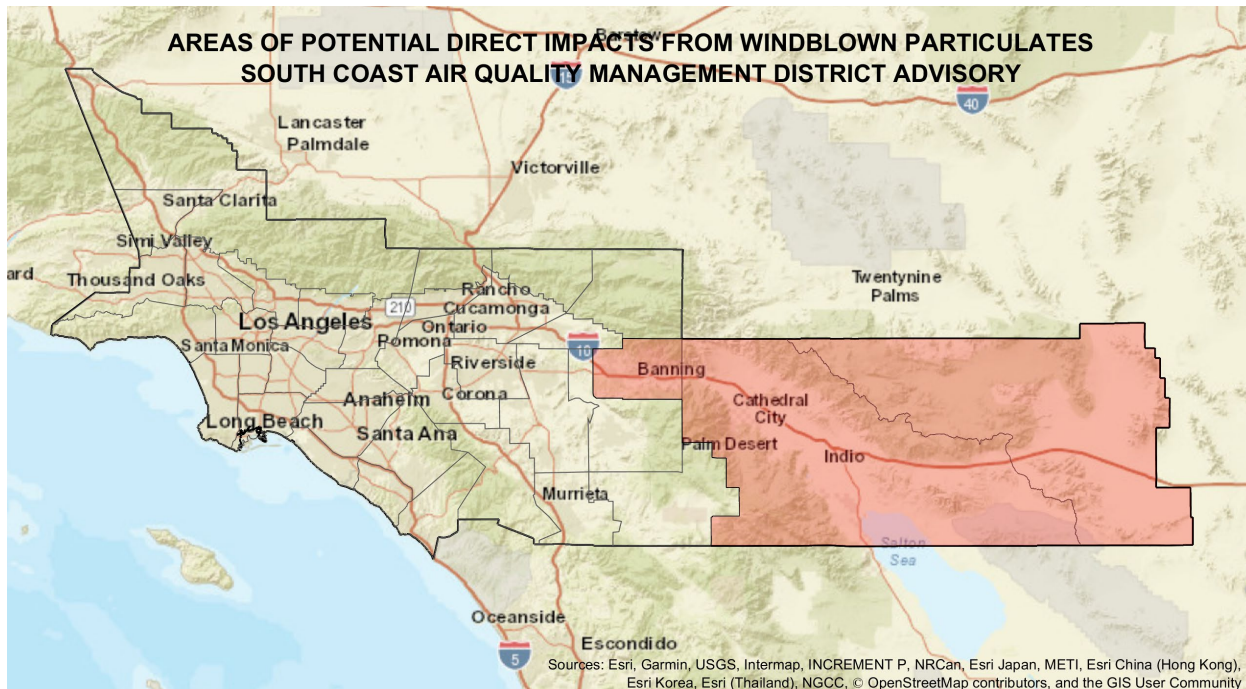 AREAS OF POTENTIAL DIRECT IMPACTS FROM WINDBLOWN PARTICULATES
SOUTH COAST AIR QUALITY MANAGEMENT DISTRICT ADVISORY
Barstow
15
40
Lancaster
Palmdale
Victorville
Santa Clarita
Simi Valley
ard
Thousand Oaks
Twentynine
Palms
Rancho
Cucamonga
210
Los Angeles
Ontario
Santa Monica
Pomona
10
Riverside
Banning
Anaheim
Corona
Cathedral
City
Long Beach
Santa Ana
Palm Desert
Indio
Murrieta
Salton
Sea
Oceanside
Escondido
5
Sources: Esri, Garmin, USGS, Intermap, INCREMENT P, NRCan, Esri Japan, METI, Esri China (Hong Kong),
Esri Korea, Esri (Thailand), NGCC, © OpenStreetMap contributors, and the GIS User Community